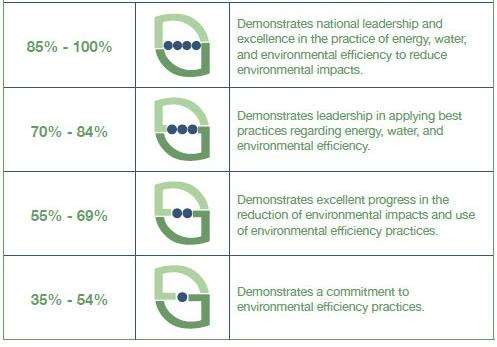 85% - 100%
Demonstrates national leadership and
excellence in the practice of energy, water,
and environmental efficiency to reduce
environmental impacts.
70% - 84%
Demonstrates leadership in applying best
practices regarding energy, water, and
environmental efficiency.
55% - 69%
Demonstrates excellent progress in the
reduction of environmental impacts and use
of environmental efficiency practices.
35% - 54%
Demonstrates a commitment to
environmental efficiency practices.